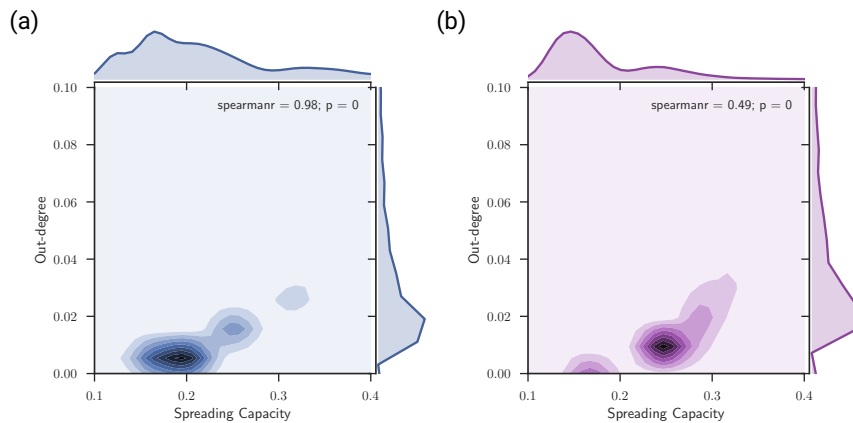 (a)
spearmanr = 0.98; p = 0
0.10
0.08
0.06
0.04
0.02
0.00
Out-degree
0.1 0.2 0.3 0.4
Spreading Capacity
(b)
spearmanr = 0.49; p = 0
0.10
0.08
0.06
0.04
0.02
0.00
Out-degree
0.1 0.2 0.3 0.4
Spreading Capacity